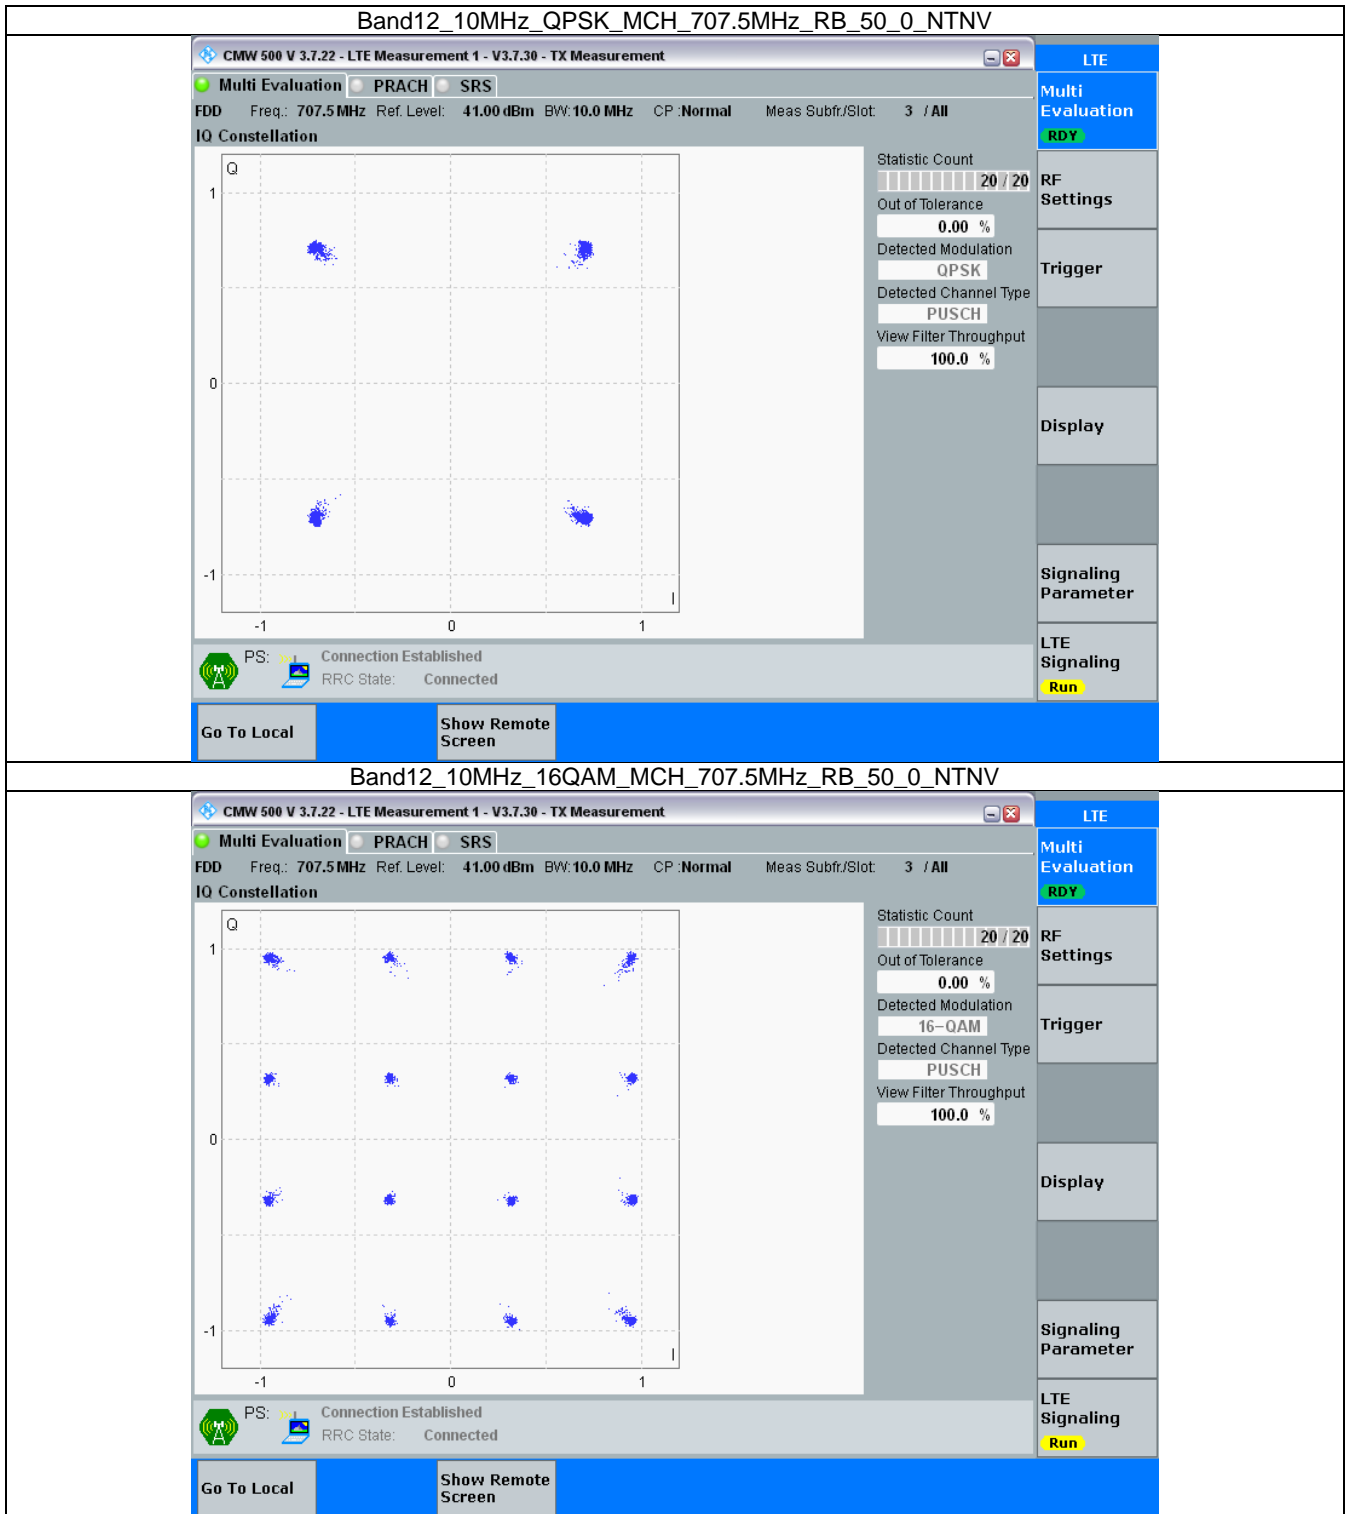 Band12_10MHz_QPSK_MCH_707.5MHz_RB_50_0_NTNV
CMW 500 V 3.7.22 - LTE Measurement 1 - V3.7.30 - TX Measurement
LTE
Multi Evaluation PRACH SRS
Multi
Evaluation
RDY
FDD Freq.: 707.5 MHz Ref. Level: 41.00 dBm BW: 10.0 MHz CP : Normal Meas Subfr./Slot: 3 / All
IQ Constellation
Q
1
0
-1
-1 0 1
I
Statistic Count
20 / 20
Out of Tolerance
0.00 %
Detected Modulation
QPSK
Detected Channel Type
PUSCH
View Filter Throughput
100.0 %
RF
Settings
Trigger
Display
Signaling
Parameter
LTE
Signaling
Run
PS: Connection Established
RRC State: Connected
Go To Local
Show Remote
Screen
Band12_10MHz_16QAM_MCH_707.5MHz_RB_50_0_NTNV
CMW 500 V 3.7.22 - LTE Measurement 1 - V3.7.30 - TX Measurement
LTE
Multi Evaluation PRACH SRS
Multi
Evaluation
RDY
FDD Freq.: 707.5 MHz Ref. Level: 41.00 dBm BW: 10.0 MHz CP : Normal Meas Subfr./Slot: 3 / All
IQ Constellation
Q
1
0
-1
-1 0 1
I
Statistic Count
20 / 20
Out of Tolerance
0.00 %
Detected Modulation
16-QAM
Detected Channel Type
PUSCH
View Filter Throughput
100.0 %
RF
Settings
Trigger
Display
Signaling
Parameter
LTE
Signaling
Run
PS: Connection Established
RRC State: Connected
Go To Local
Show Remote
Screen